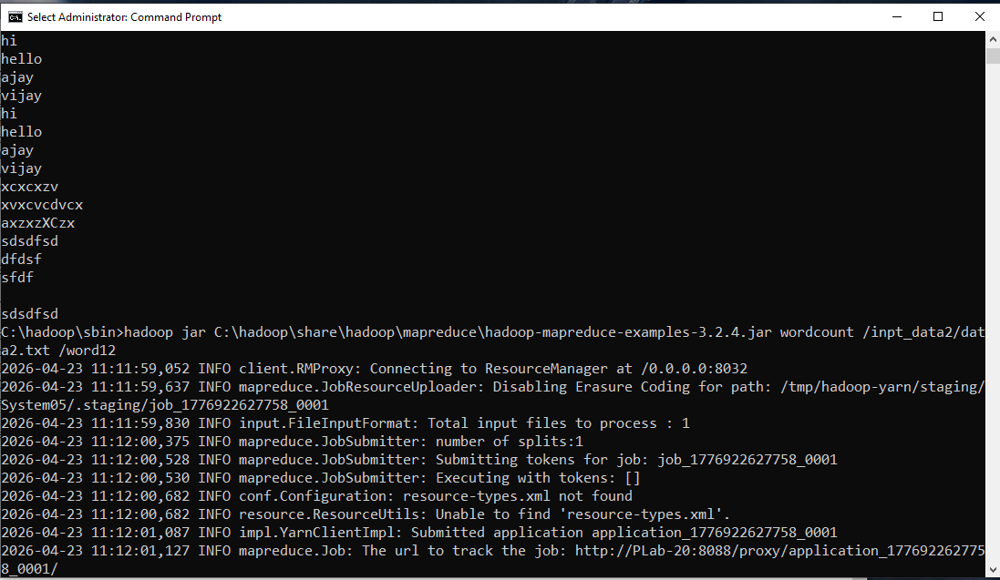 Select Administrator: Command Prompt
hi
hello
ajay
vijay
hi
hello
ajay
vijay
xcxcxzv
xvxcvcdvcx
axzxzXCzx
sdsdfsd
dfdsf
sfdf

sdsdfsd
C:\hadoop\sbin>hadoop jar C:\hadoop\share\hadoop\mapreduce\hadoop-mapreduce-examples-3.2.4.jar wordcount /inpt_data2/dat
a2.txt /word12
2026-04-23 11:11:59,052 INFO client.RMProxy: Connecting to ResourceManager at /0.0.0.0:8032
2026-04-23 11:11:59,637 INFO mapreduce.JobResourceUploader: Disabling Erasure Coding for path: /tmp/hadoop-yarn/staging/
System05/.staging/job_1776922627758_0001
2026-04-23 11:11:59,830 INFO input.FileInputFormat: Total input files to process : 1
2026-04-23 11:12:00,375 INFO mapreduce.JobSubmitter: number of splits:1
2026-04-23 11:12:00,528 INFO mapreduce.JobSubmitter: Submitting tokens for job: job_1776922627758_0001
2026-04-23 11:12:00,530 INFO mapreduce.JobSubmitter: Executing with tokens: []
2026-04-23 11:12:00,682 INFO conf.Configuration: resource-types.xml not found
2026-04-23 11:12:00,682 INFO resource.ResourceUtils: Unable to find 'resource-types.xml'.
2026-04-23 11:12:01,087 INFO impl.YarnClientImpl: Submitted application application_1776922627758_0001
2026-04-23 11:12:01,127 INFO mapreduce.Job: The url to track the job: http://PLab-20:8088/proxy/application_177692262775
8_0001/